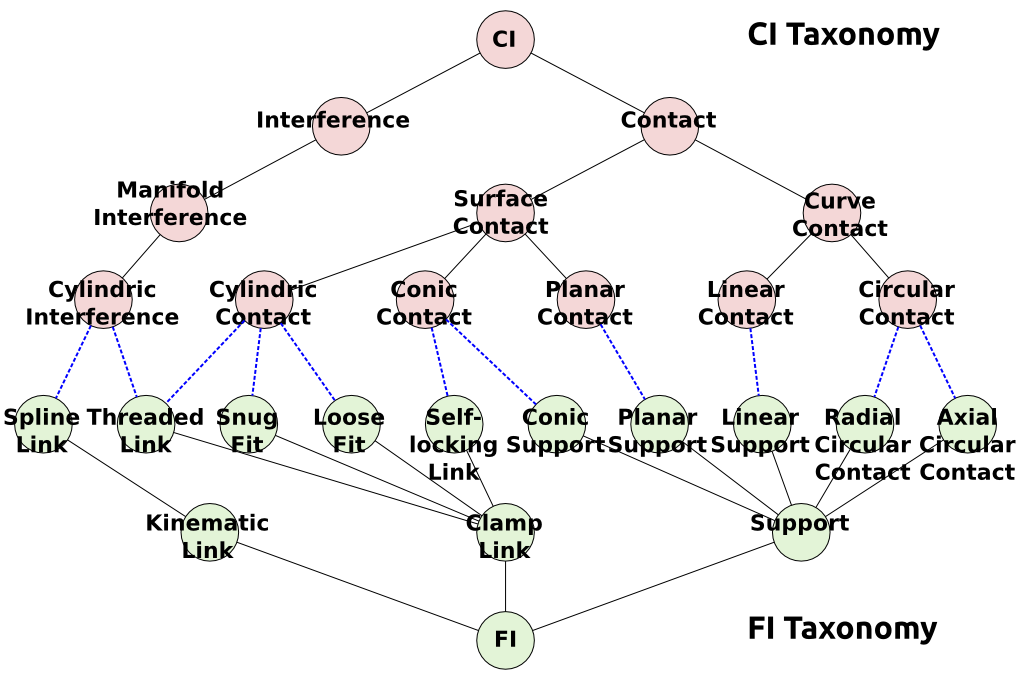 CI Taxonomy
CI
Interference
Contact
Manifold
Interference
Surface
Contact
Curve
Contact
Cylindric
Interference
Cylindric
Contact
Conic
Contact
Planar
Contact
Linear
Contact
Circular
Contact
Spline
Link
Threaded
Link
Snug
Fit
Loose
Fit
Self-
locking
Link
Conic
Support
Planar
Support
Linear
Support
Radial
Circular
Contact
Axial
Circular
Contact
Kinematic
Link
Clamp
Link
Support
FI
FI Taxonomy